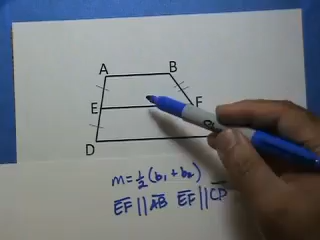 A B
E F
D
m = ½ (b₁ + b₂)
EF || AB EF || CD